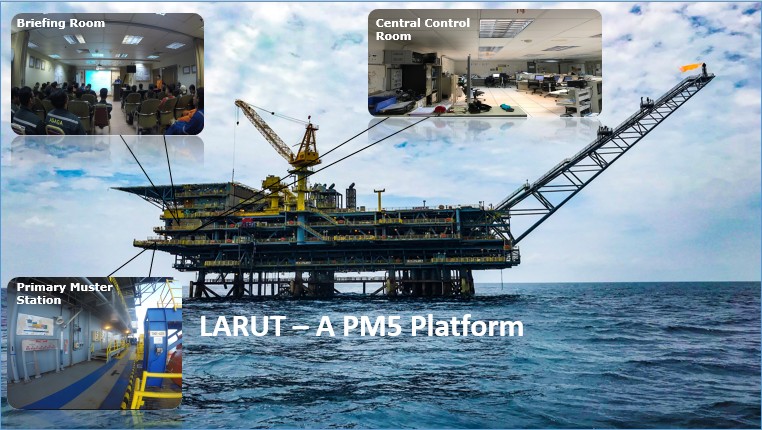 Briefing Room
Central Control
Room
Primary Muster
Station
LARUT – A PM5 Platform